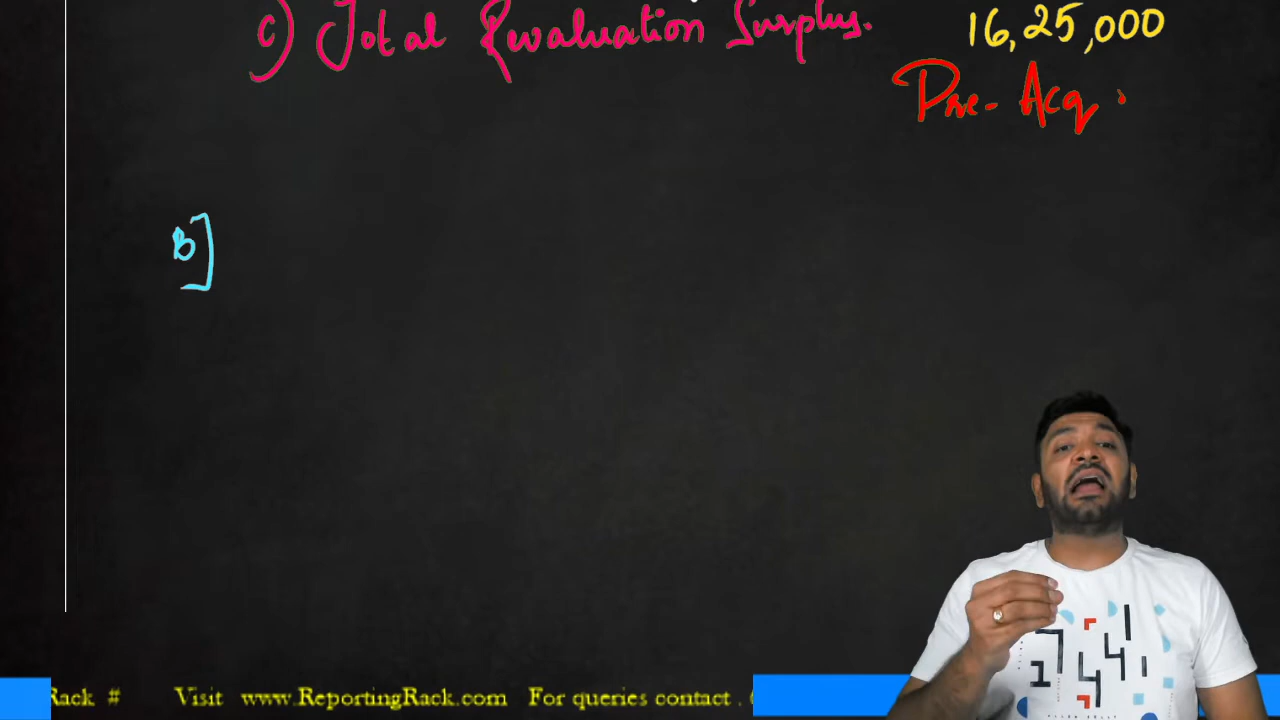 c) Total Revaluation Surplus. 16,25,000
Pre-Acq.
B]
Rack # Visit www.ReportingRack.com For queries contact .